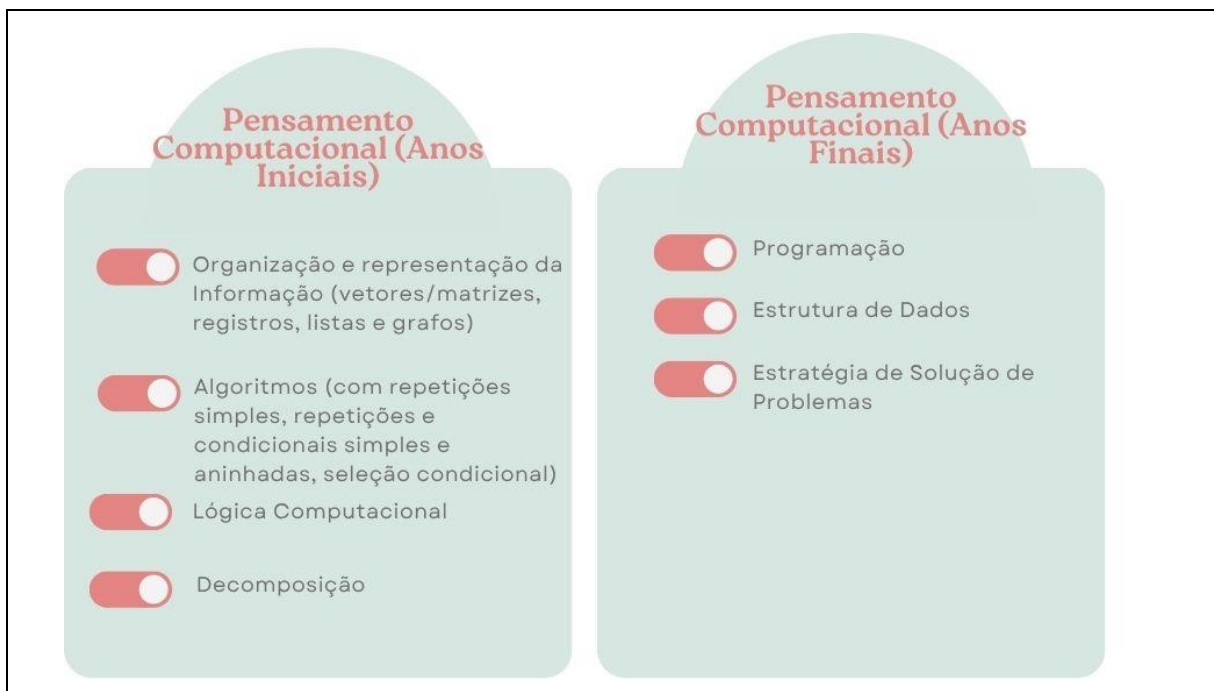 Pensamento
Computacional (Anos
Iniciais)
Organização e representação da
Informação (vetores/matrizes,
registros, listas e grafos)
Algoritmos (com repetições
simples, repetições e
condicionais simples e
aninhadas, seleção condicional)
Lógica Computacional
Decomposição
Pensamento
Computacional (Anos
Finais)
Programação
Estrutura de Dados
Estratégia de Solução de
Problemas